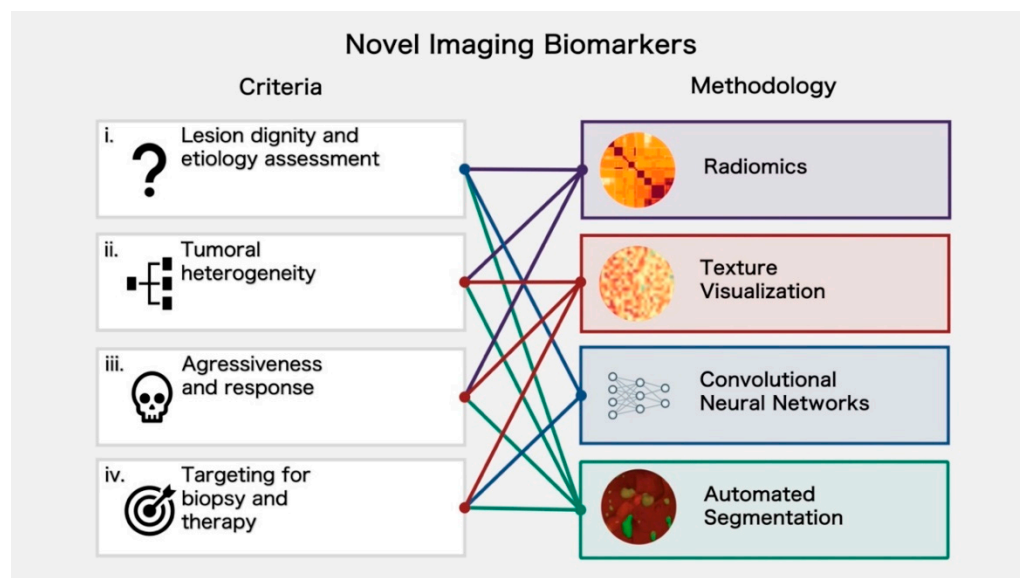 Novel Imaging Biomarkers
Criteria
Methodology
i.
Lesion dignity and
etiology assessment
Radiomics
ii.
Tumoral
heterogeneity
Texture
Visualization
iii.
Agressiveness
and response
Convolutional
Neural Networks
iv.
Targeting for
biopsy and
therapy
Automated
Segmentation